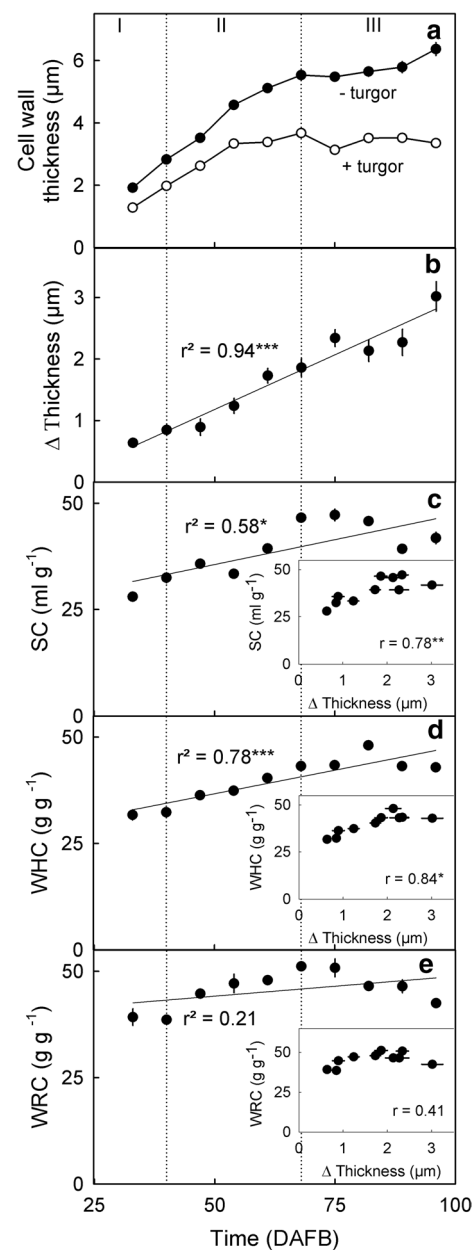 I II III a
6
4
2
0
Cell wall
thickness (µm)
- turgor
+ turgor
b
3
2
1
0
Δ Thickness (µm)
r² = 0.94***
c
50
25
0
SC (ml g⁻¹)
r² = 0.58*
50
25
0
SC (ml g⁻¹)
r = 0.78**
0 1 2 3
Δ Thickness (µm)
d
50
25
0
WHC (g g⁻¹)
r² = 0.78***
50
25
0
WHC (g g⁻¹)
r = 0.84*
0 1 2 3
Δ Thickness (µm)
e
50
25
0
WRC (g g⁻¹)
r² = 0.21
50
25
0
WRC (g g⁻¹)
r = 0.41
0 1 2 3
Δ Thickness (µm)
25 50 75 100
Time (DAFB)